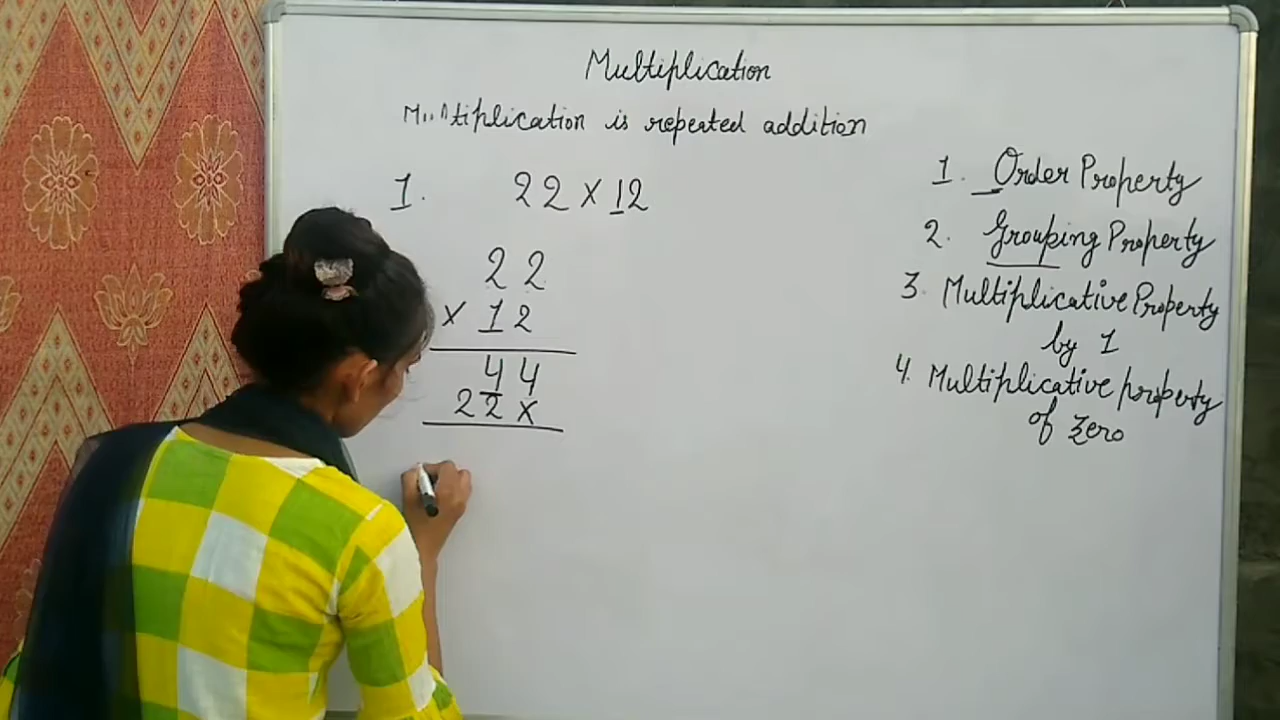 Multiplication
Multiplication is repeated addition
1. 22 x 12
22
x 12
44
22x
1. Order Property
2. Grouping Property
3. Multiplicative Property
by 1
4. Multiplicative property
of Zero